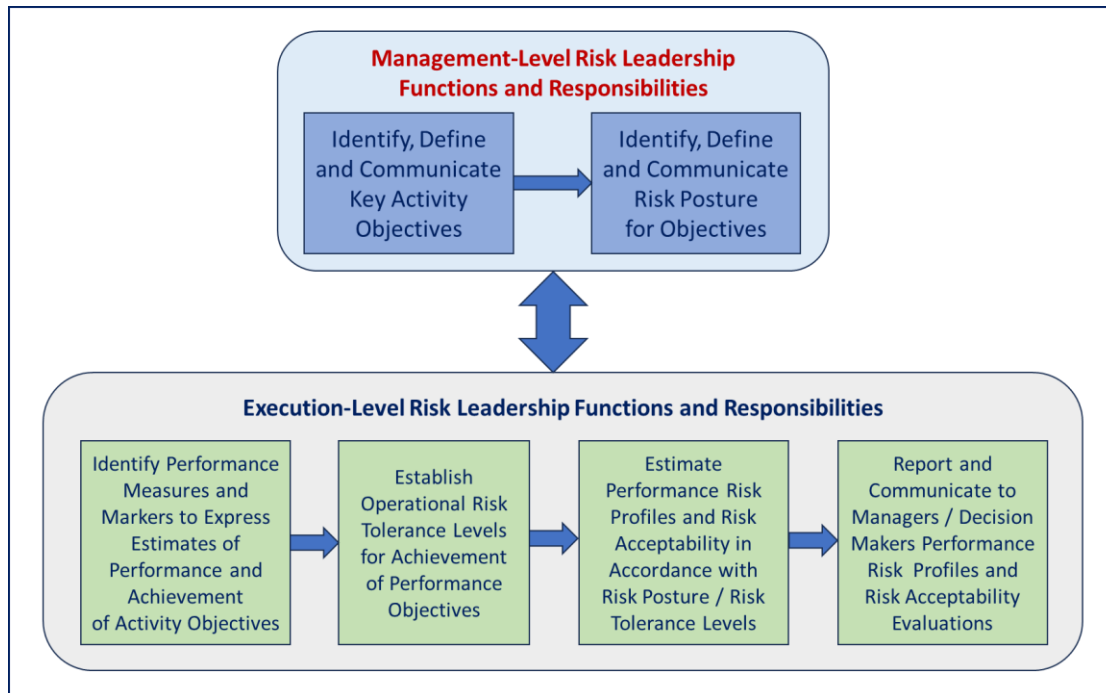 Management-Level Risk Leadership
Functions and Responsibilities
Identify, Define
and Communicate
Key Activity
Objectives
Identify, Define
and Communicate
Risk Posture
for Objectives
Execution-Level Risk Leadership Functions and Responsibilities
Identify Performance
Measures and
Markers to Express
Estimates of
Performance and
Achievement
of Activity Objectives
Establish
Operational Risk
Tolerance Levels
for Achievement
of Performance
Objectives
Estimate
Performance Risk
Profiles and Risk
Acceptability in
Accordance with
Risk Posture / Risk
Tolerance Levels
Report and
Communicate to
Managers / Decision
Makers Performance
Risk Profiles and
Risk Acceptability
Evaluations